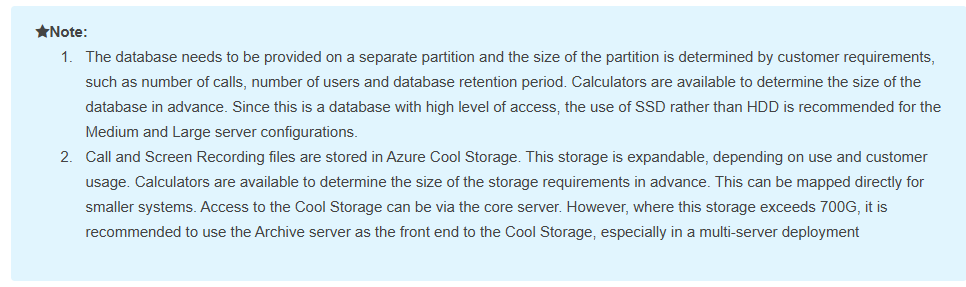 ★Note:
1. The database needs to be provided on a separate partition and the size of the partition is determined by customer requirements,
such as number of calls, number of users and database retention period. Calculators are available to determine the size of the
database in advance. Since this is a database with high level of access, the use of SSD rather than HDD is recommended for the
Medium and Large server configurations.
2. Call and Screen Recording files are stored in Azure Cool Storage. This storage is expandable, depending on use and customer
usage. Calculators are available to determine the size of the storage requirements in advance. This can be mapped directly for
smaller systems. Access to the Cool Storage can be via the core server. However, where this storage exceeds 700G, it is
recommended to use the Archive server as the front end to the Cool Storage, especially in a multi-server deployment